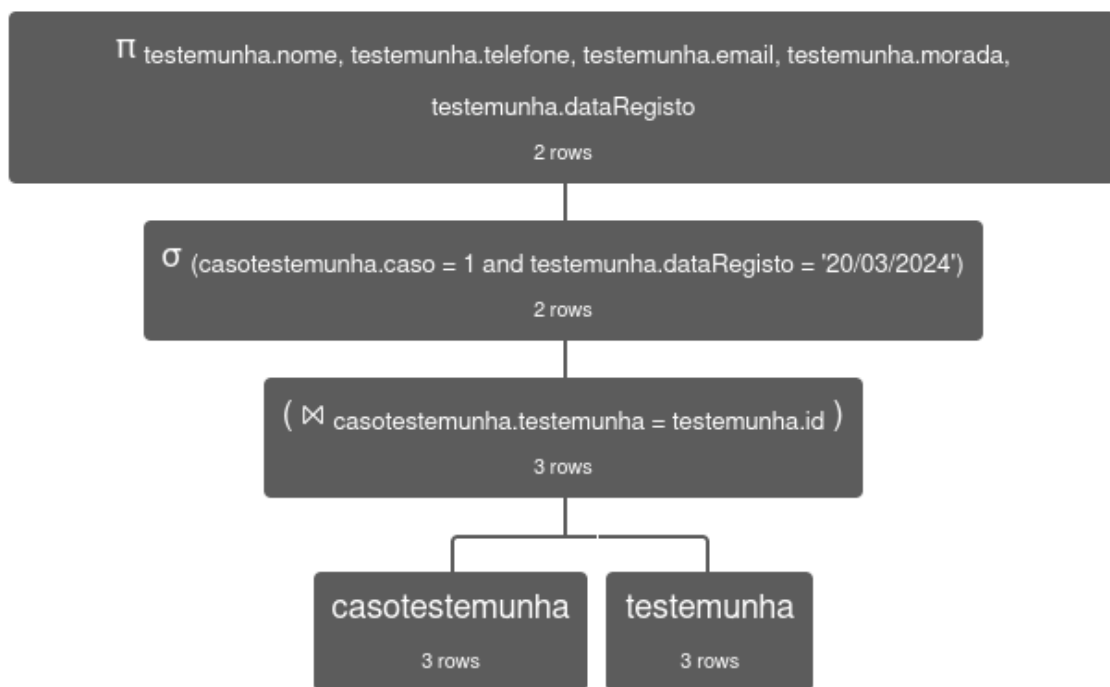 π testemunha.nome, testemunha.telefone, testemunha.email, testemunha.morada,
testemunha.dataRegisto
2 rows
σ (casotestemunha.caso = 1 and testemunha.dataRegisto = '20/03/2024')
2 rows
( ⋈ casotestemunha.testemunha = testemunha.id )
3 rows
casotestemunha
3 rows
testemunha
3 rows